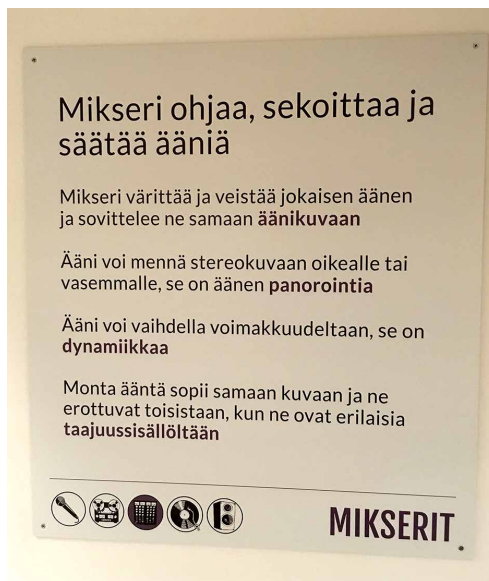 Mikseri ohjaa, sekoittaa ja
säätää ääniä
Mikseri värittää ja veistää jokaisen äänen
ja sovittelee ne samaan äänikuvaan
Ääni voi mennä stereokuvaan oikealle tai
vasemmalle, se on äänen panorointia
Ääni voi vaihdella voimakkuudeltaan, se on
dynamiikkaa
Monta ääntä sopii samaan kuvaan ja ne
erottuvat toisistaan, kun ne ovat erilaisia
taajuussisällöltään
MIKSERIT